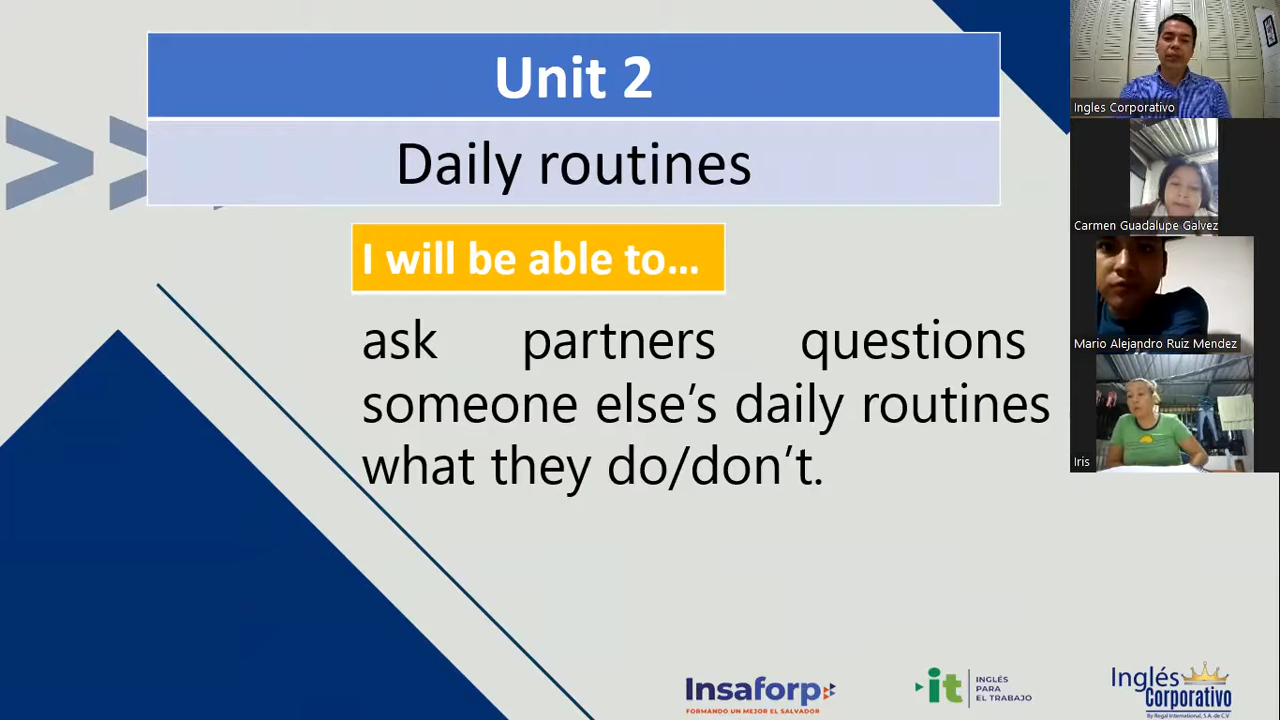 Unit 2
Daily routines
I will be able to...
ask partners questions
someone else's daily routines
what they do/don't.
Ingles Corporativo
Carmen Guadalupe Galvez
Mario Alejandro Ruiz Mendez
Iris
Insaforp
FORMANDO UN MEJOR EL SALVADOR
it
INGLÉS
PARA
EL TRABAJO
Inglés
Corporativo
By Regal International, S.A. de C.V